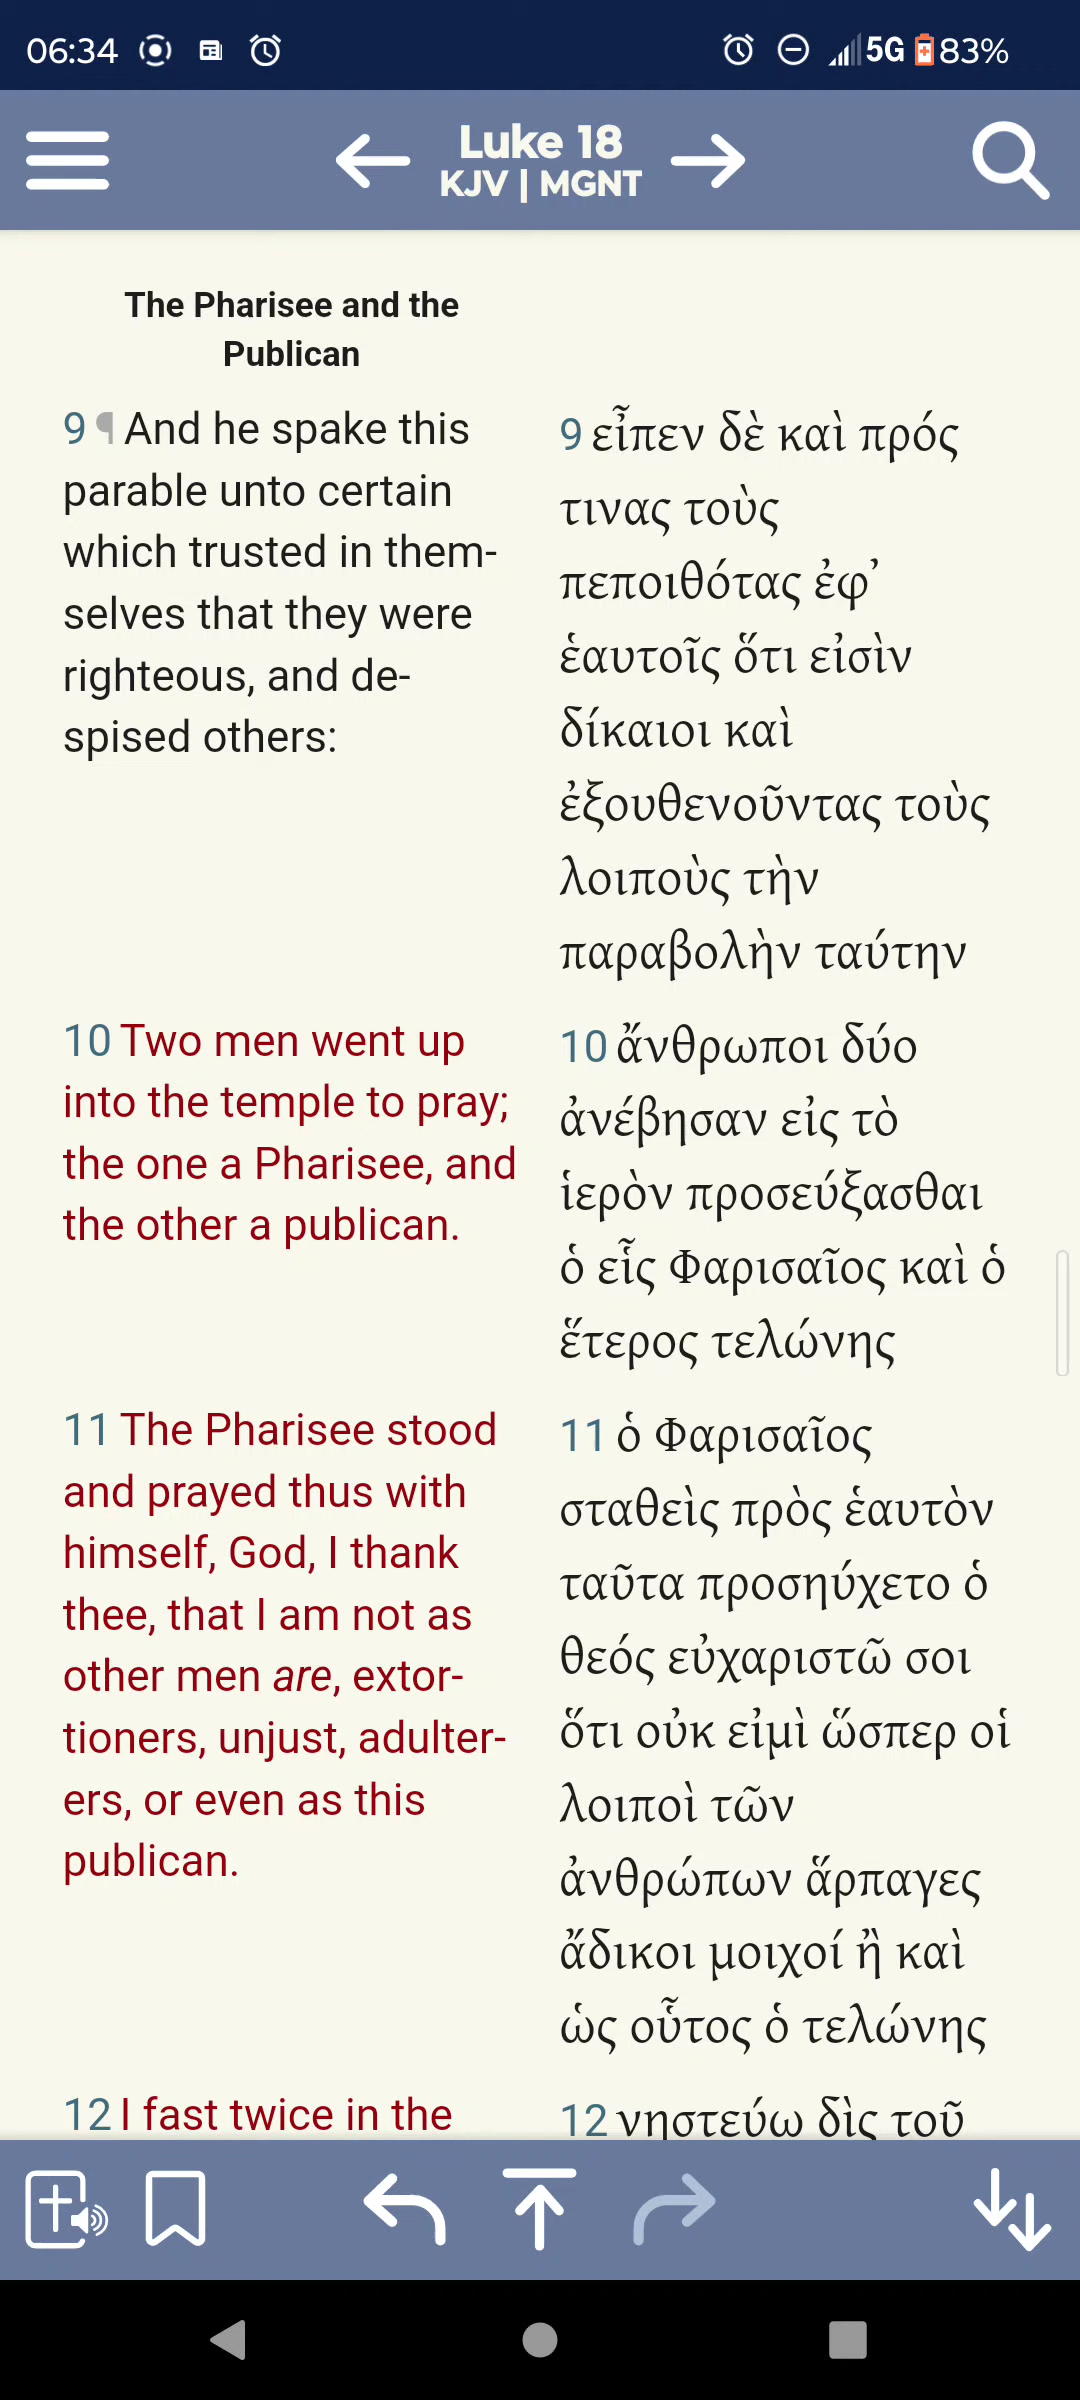 06:34
5G 83%
Luke 18
KJV | MGNT
The Pharisee and the
Publican
9 ¶ And he spake this
parable unto certain
which trusted in them-
selves that they were
righteous, and de-
spised others:
9 εἶπεν δὲ καὶ πρός
τινας τοὺς
πεποιθότας ἐφ᾽
ἑαυτοῖς ὅτι εἰσὶν
δίκαιοι καὶ
ἐξουθενοῦντας τοὺς
λοιποὺς τὴν
παραβολὴν ταύτην
10 Two men went up
into the temple to pray;
the one a Pharisee, and
the other a publican.
10 ἄνθρωποι δύο
ἀνέβησαν εἰς τὸ
ἱερὸν προσεύξασθαι
ὁ εἷς Φαρισαῖος καὶ ὁ
ἕτερος τελώνης
11 The Pharisee stood
and prayed thus with
himself, God, I thank
thee, that I am not as
other men are, extor-
tioners, unjust, adulter-
ers, or even as this
publican.
11 ὁ Φαρισαῖος
σταθεὶς πρὸς ἑαυτὸν
ταῦτα προσηύχετο ὁ
θεός εὐχαριστῶ σοι
ὅτι οὐκ εἰμὶ ὥσπερ οἱ
λοιποὶ τῶν
ἀνθρώπων ἅρπαγες
ἄδικοι μοιχοί ἢ καὶ
ὡς οὗτος ὁ τελώνης
12 I fast twice in the
12 νηστεύω δὶς τοῦ